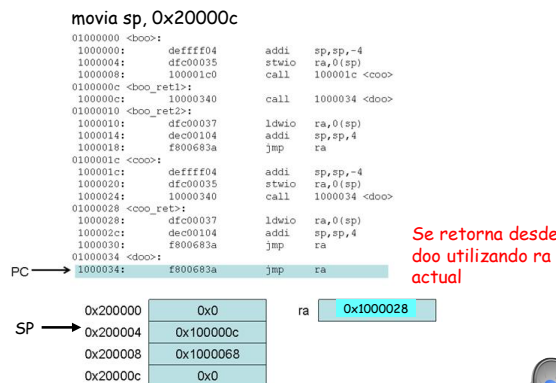 movia sp, 0x20000c
01000000 <boo>:
1000000: deffff04 addi sp,sp,-4
1000004: dfc00035 stwio ra,0(sp)
1000008: 100001c0 call 100001c <coo>
0100000c <boo_ret1>:
100000c: 10000340 call 1000034 <doo>
01000010 <boo_ret2>:
1000010: dfc00037 ldwio ra,0(sp)
1000014: dec00104 addi sp,sp,4
1000018: f800683a jmp ra
0100001c <coo>:
100001c: deffff04 addi sp,sp,-4
1000020: dfc00035 stwio ra,0(sp)
1000024: 10000340 call 1000034 <doo>
01000028 <coo_ret>:
1000028: dfc00037 ldwio ra,0(sp)
100002c: dec00104 addi sp,sp,4
1000030: f800683a jmp ra
01000034 <doo>:
PC 1000034: f800683a jmp ra
Se retorna desde
doo utilizando ra
actual
0x200000 0x0 ra 0x1000028
SP 0x200004 0x100000c
0x200008 0x1000068
0x20000c 0x0